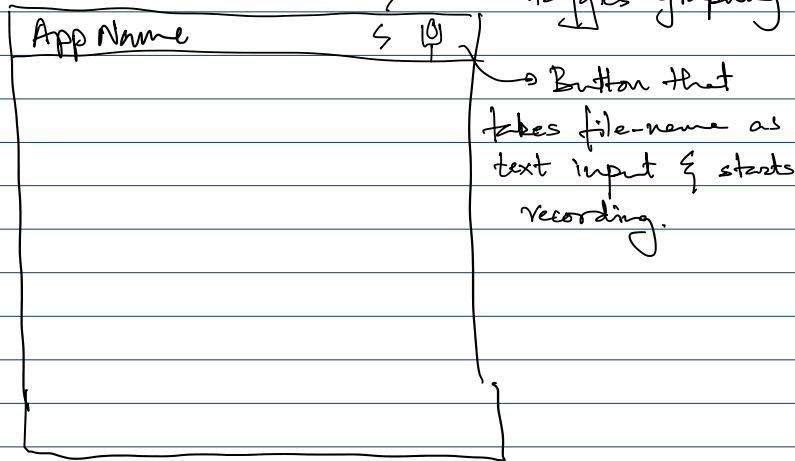 App Name
Button that
takes file-name as
text input & starts
recording.